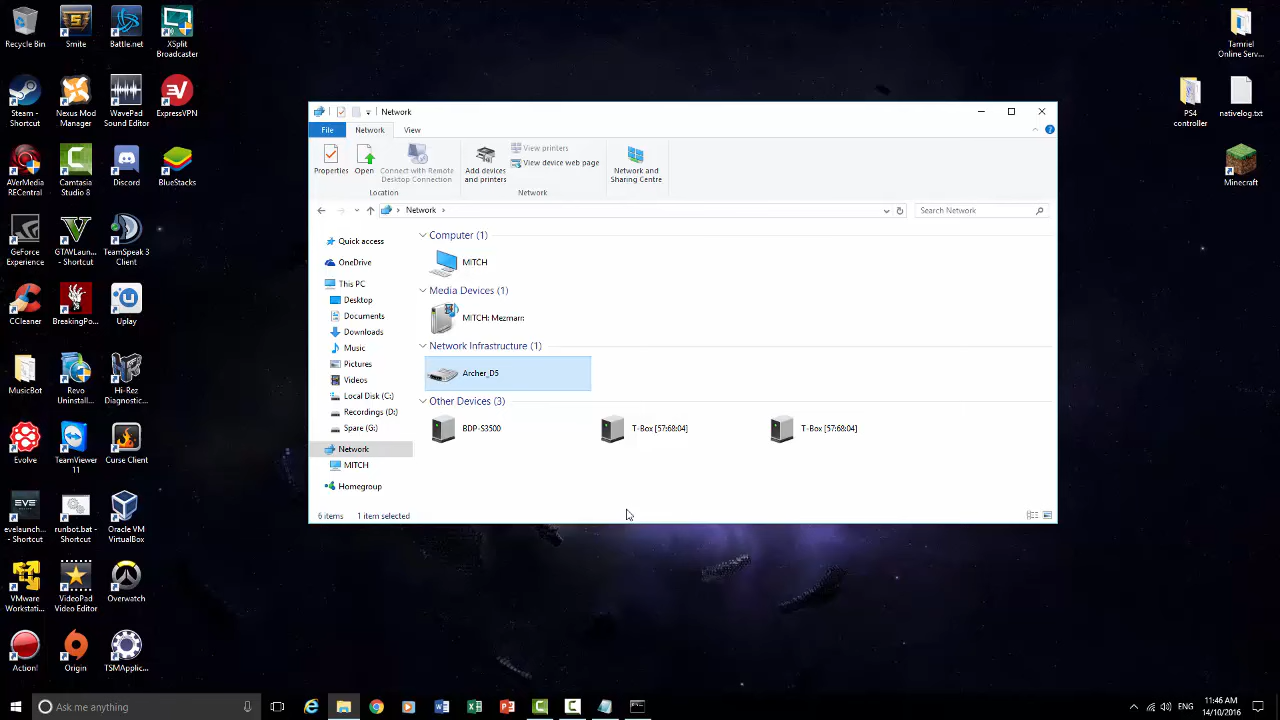 Recycle Bin
Smite
Battle.net
XSplit
Broadcaster
Steam -
Shortcut
Nexus Mod
Manager
WavePad
Sound Editor
ExpressVPN
AVerMedia
RECentral
Camtasia
Studio 8
Discord
BlueStacks
GeForce
Experience
GTAVLaun...
- Shortcut
TeamSpeak 3
Client
CCleaner
BreakingPo...
Uplay
MusicBot
Revo
Uninstall...
Hi-Rez
Diagnostic...
Evolve
TeamViewer
11
Curse Client
evelaunch...
- Shortcut
runbot.bat -
Shortcut
Oracle VM
VirtualBox
VMware
Workstati...
VideoPad
Video Editor
Overwatch
Action!
Origin
TSMApplic...
Tamriel
Online Serv...
PS4
controller
nativelog.txt
Minecraft
Network
File
Network
View
Properties
Open
Connect with Remote
Desktop Connection
Location
Add devices
and printers
View printers
View device web page
Network
Network and
Sharing Centre
Network
Search Network
Quick access
OneDrive
This PC
Desktop
Documents
Downloads
Music
Pictures
Videos
Local Disk (C:)
Recordings (D:)
Spare (G:)
Network
MITCH
Homegroup
Computer (1)
MITCH
Media Devices (1)
MITCH: Mezmarr:
Network Infrastructure (1)
Archer_D5
Other Devices (3)
BDP-S3500
T-Box [57:68:04]
T-Box [57:68:04]
6 items
1 item selected
Ask me anything
ENG
11:46 AM
14/10/2016